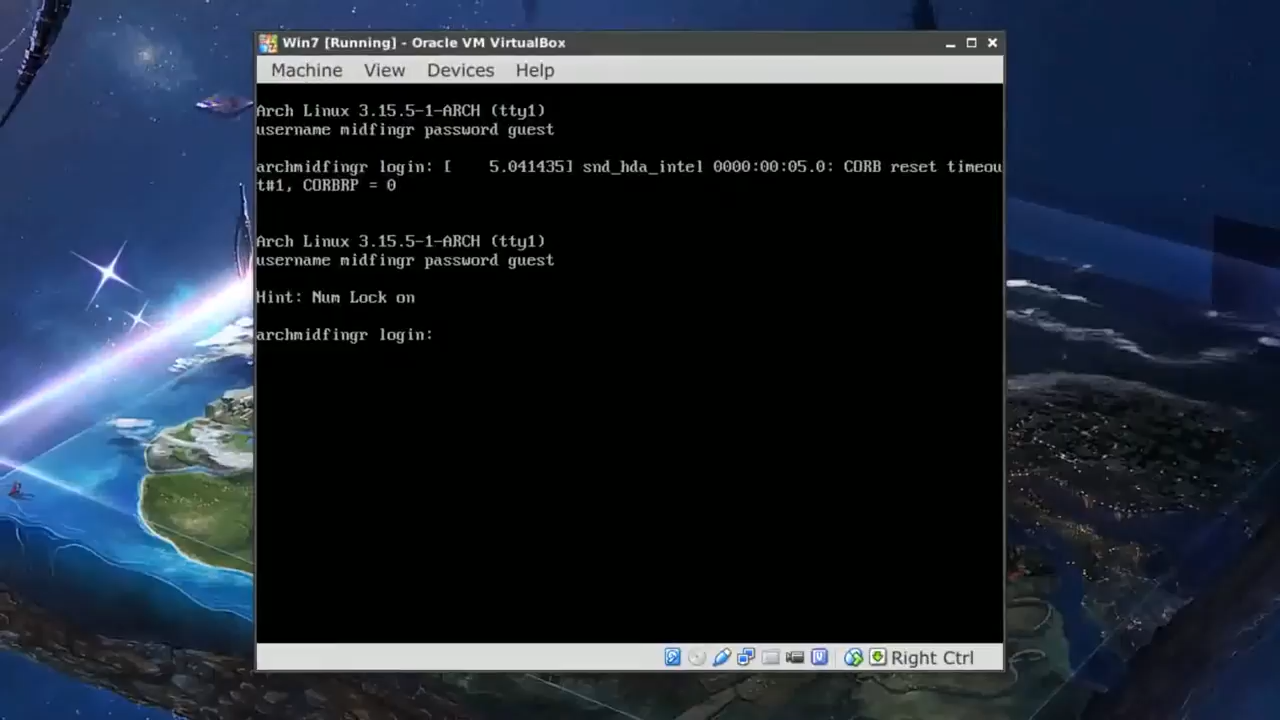 Win7 [Running] - Oracle VM VirtualBox
Machine View Devices Help
Arch Linux 3.15.5-1-ARCH (tty1)
username midfingr password guest
archmidfingr login: [    5.041435] snd_hda_intel 0000:00:05.0: CORB reset timeou
t#1, CORBRP = 0
Arch Linux 3.15.5-1-ARCH (tty1)
username midfingr password guest
Hint: Num Lock on
archmidfingr login:
Right Ctrl